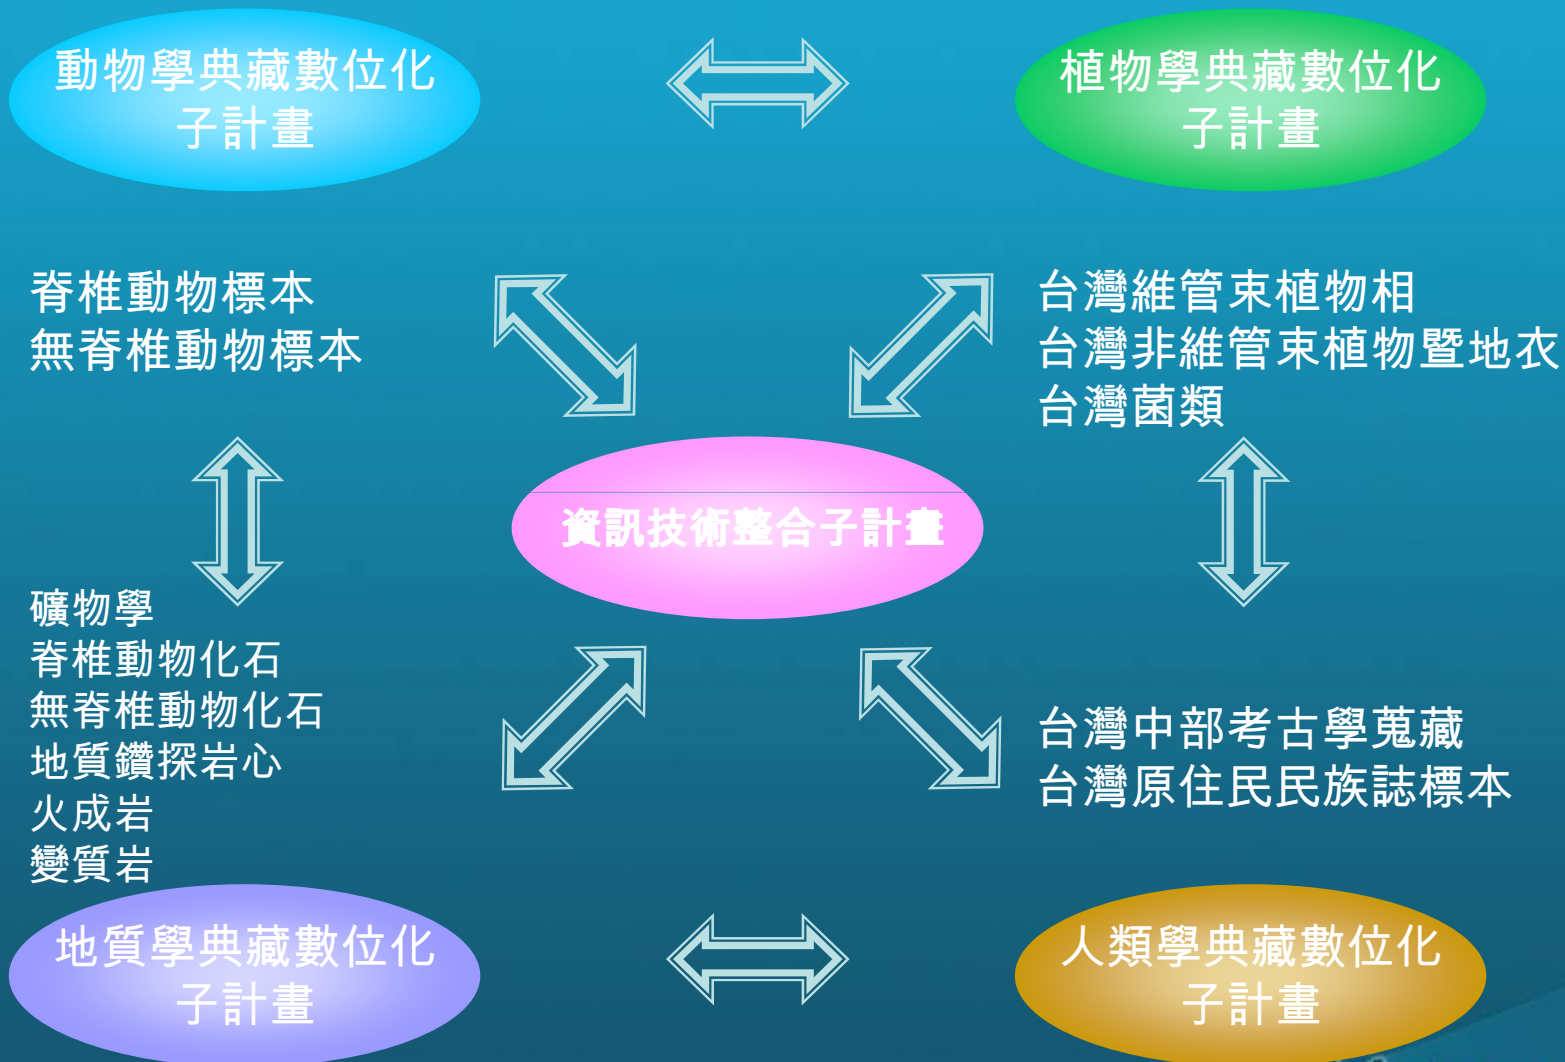 動物學典藏數位化
子計畫
植物學典藏數位化
子計畫
脊椎動物標本
無脊椎動物標本
台灣維管束植物相
台灣非維管束植物暨地衣
台灣菌類
資訊技術整合子計畫
礦物學
脊椎動物化石
無脊椎動物化石
地質鑽探岩心
火成岩
變質岩
台灣中部考古學蒐藏
台灣原住民民族誌標本
地質學典藏數位化
子計畫
人類學典藏數位化
子計畫